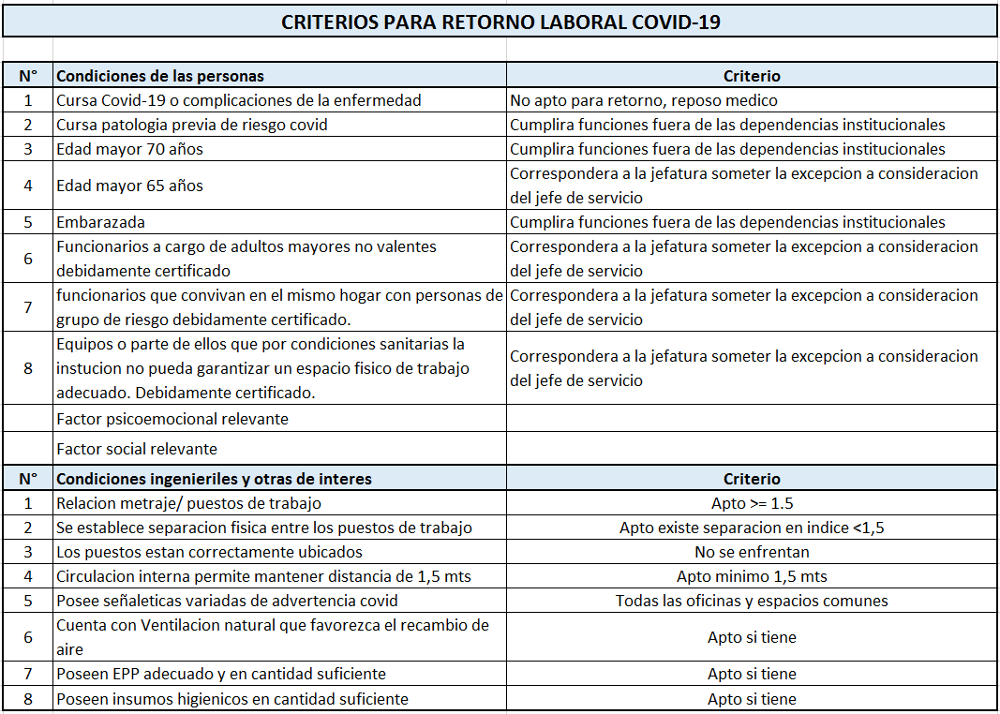 CRITERIOS PARA RETORNO LABORAL COVID-19
N° Condiciones de las personas Criterio
1 Cursa Covid-19 o complicaciones de la enfermedad No apto para retorno, reposo medico
2 Cursa patologia previa de riesgo covid Cumplira funciones fuera de las dependencias institucionales
3 Edad mayor 70 años Cumplira funciones fuera de las dependencias institucionales
4 Edad mayor 65 años Correspondera a la jefatura someter la excepcion a consideracion
del jefe de servicio
5 Embarazada Cumplira funciones fuera de las dependencias institucionales
6 Funcionarios a cargo de adultos mayores no valentes
debidamente certificado
Correspondera a la jefatura someter la excepcion a consideracion
del jefe de servicio
7 funcionarios que convivan en el mismo hogar con personas de
grupo de riesgo debidamente certificado.
Correspondera a la jefatura someter la excepcion a consideracion
del jefe de servicio
8 Equipos o parte de ellos que por condiciones sanitarias la
instucion no pueda garantizar un espacio fisico de trabajo
adecuado. Debidamente certificado.
Correspondera a la jefatura someter la excepcion a consideracion
del jefe de servicio
Factor psicoemocional relevante
Factor social relevante
N° Condiciones ingenieriles y otras de interes Criterio
1 Relacion metraje/ puestos de trabajo Apto >= 1.5
2 Se establece separacion fisica entre los puestos de trabajo Apto existe separacion en indice <1,5
3 Los puestos estan correctamente ubicados No se enfrentan
4 Circulacion interna permite mantener distancia de 1,5 mts Apto minimo 1,5 mts
5 Posee señaleticas variadas de advertencia covid Todas las oficinas y espacios comunes
6 Cuenta con Ventilacion natural que favorezca el recambio de
aire
Apto si tiene
7 Poseen EPP adecuado y en cantidad suficiente Apto si tiene
8 Poseen insumos higienicos en cantidad suficiente Apto si tiene